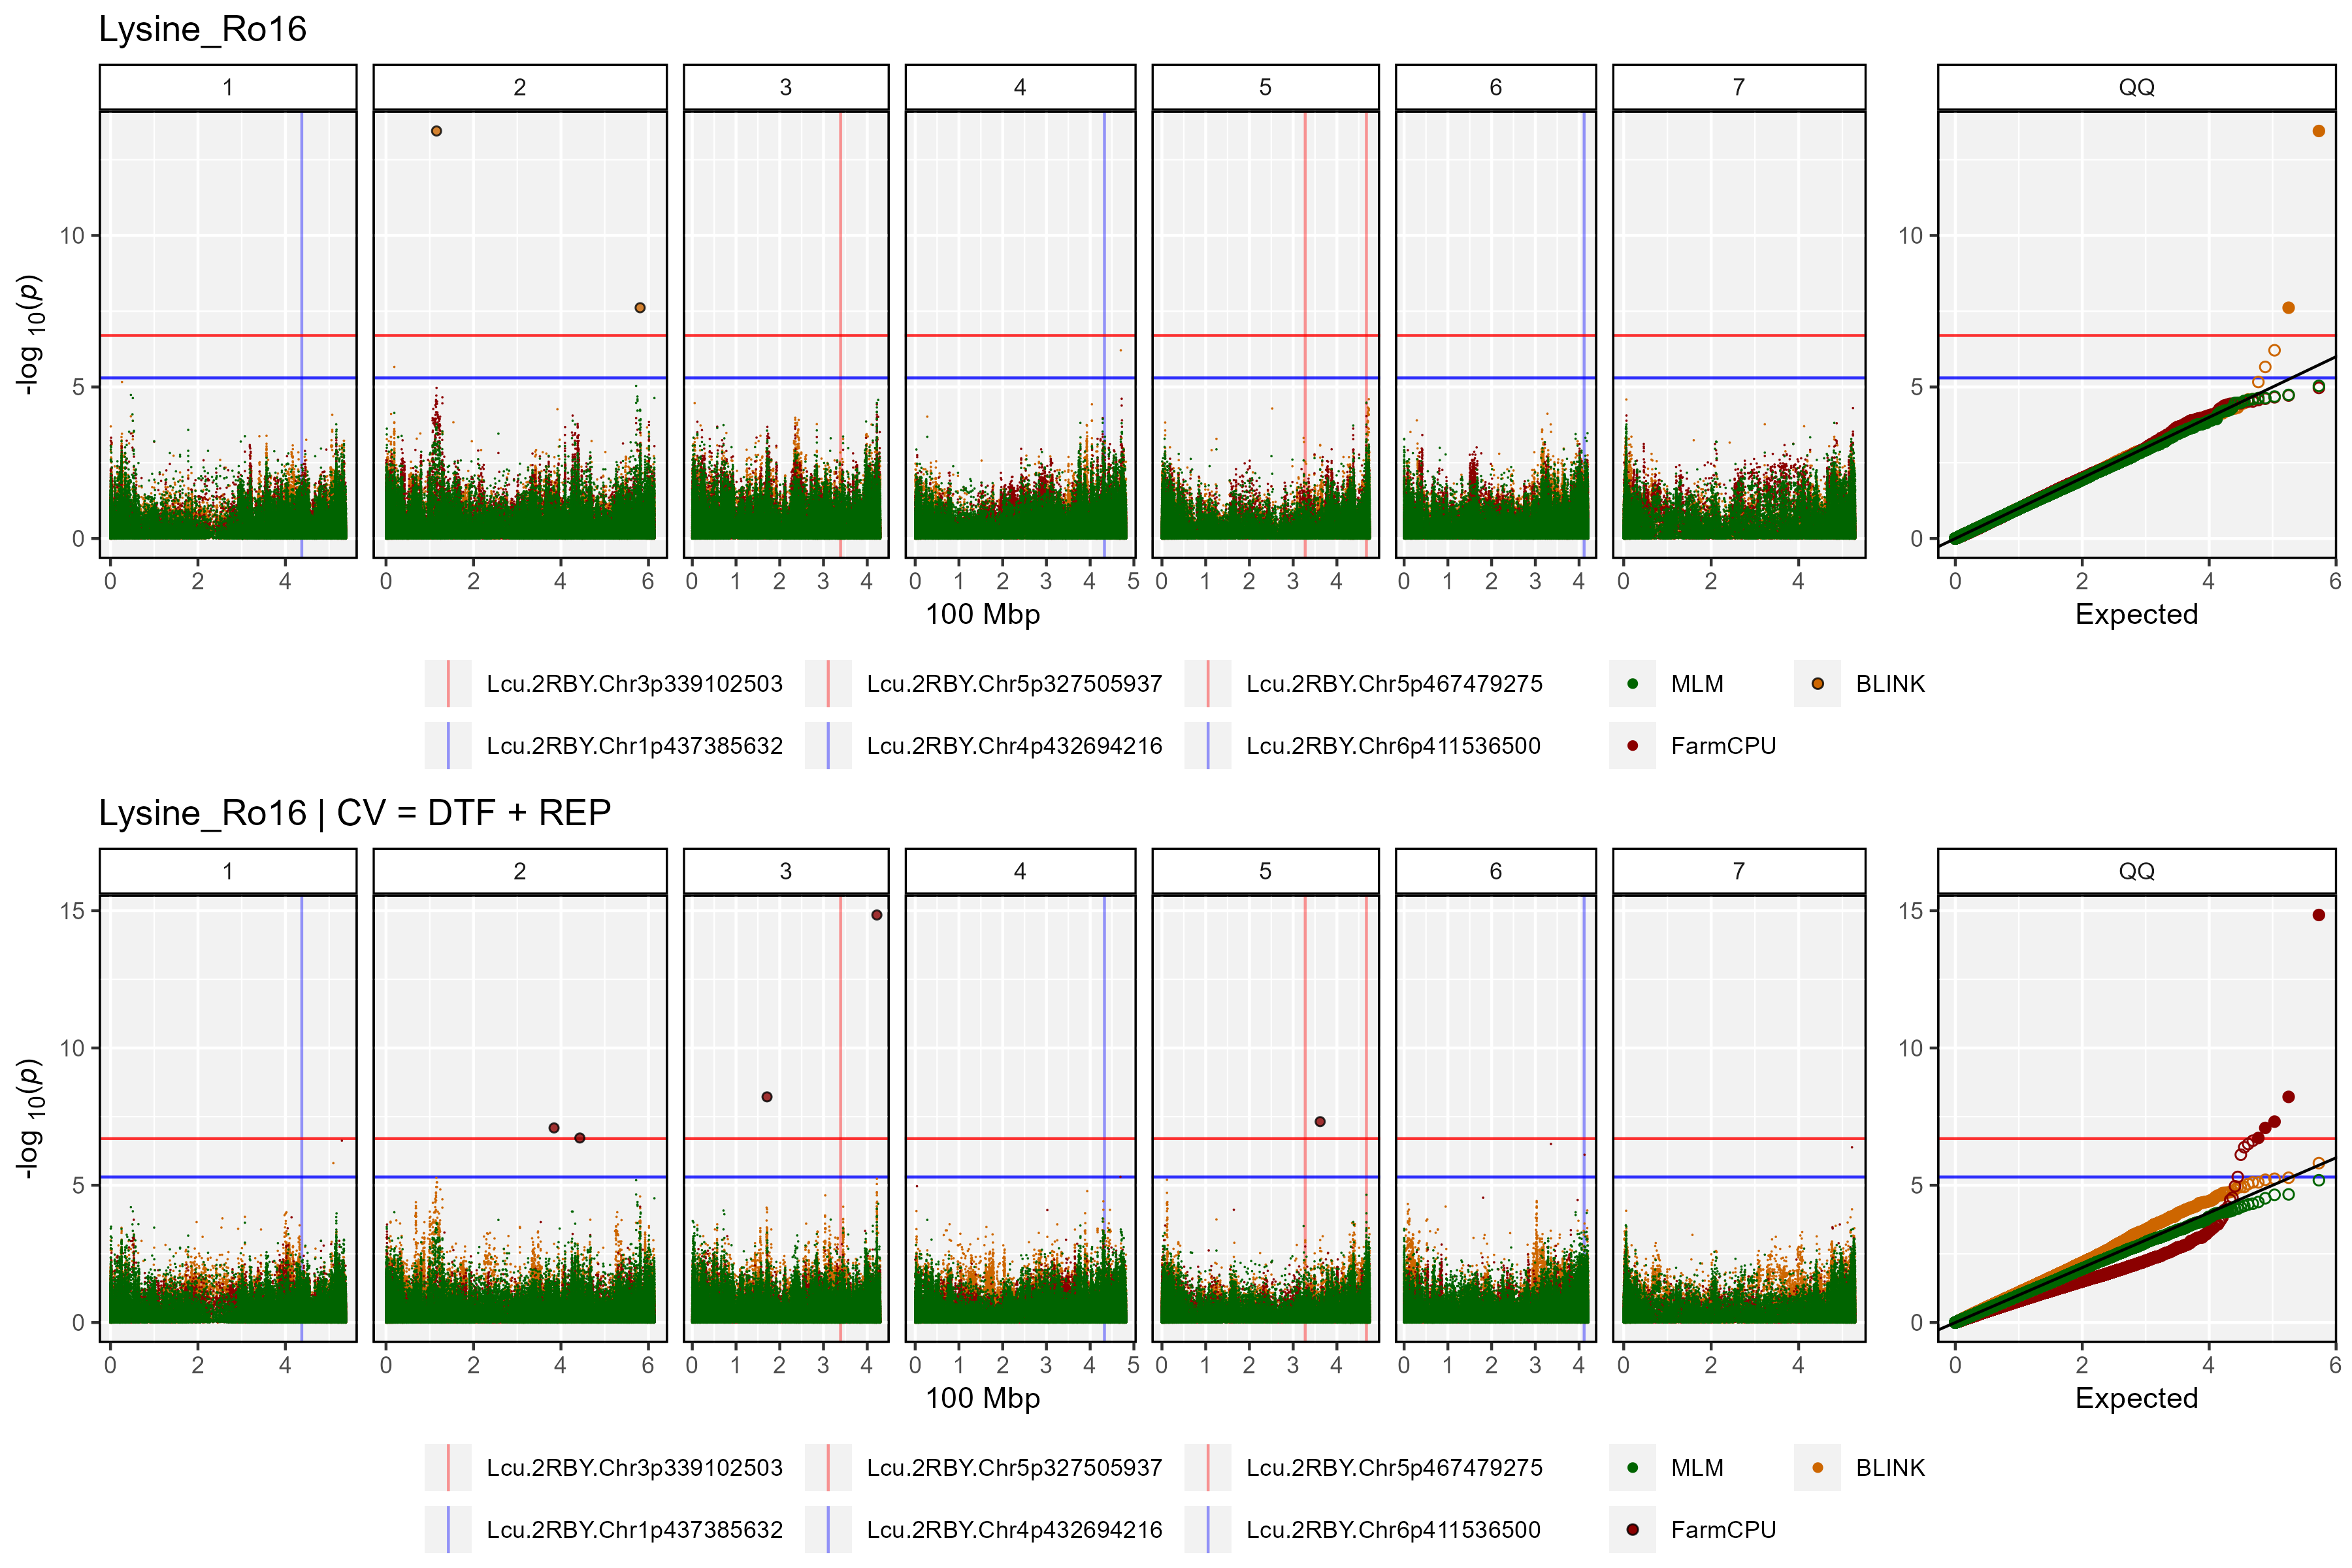 Lysine_Ro16
1 2 3 4 5 6 7 QQ
-log 10(p)
10 10
5 5
0 0
0 2 4 0 2 4 6 0 1 2 3 4 0 1 2 3 4 5 0 1 2 3 4 0 1 2 3 4 0 2 4 0 2 4 6
100 Mbp Expected
Lcu.2RBY.Chr3p339102503 Lcu.2RBY.Chr5p327505937 Lcu.2RBY.Chr5p467479275 MLM BLINK
Lcu.2RBY.Chr1p437385632 Lcu.2RBY.Chr4p432694216 Lcu.2RBY.Chr6p411536500 FarmCPU
Lysine_Ro16 | CV = DTF + REP
1 2 3 4 5 6 7 QQ
-log 10(p)
15 15
10 10
5 5
0 0
0 2 4 0 2 4 6 0 1 2 3 4 0 1 2 3 4 5 0 1 2 3 4 0 1 2 3 4 0 2 4 0 2 4 6
100 Mbp Expected
Lcu.2RBY.Chr3p339102503 Lcu.2RBY.Chr5p327505937 Lcu.2RBY.Chr5p467479275 MLM BLINK
Lcu.2RBY.Chr1p437385632 Lcu.2RBY.Chr4p432694216 Lcu.2RBY.Chr6p411536500 FarmCPU